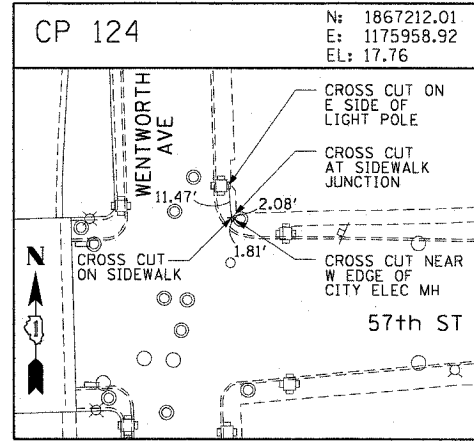 CP 124
N: 1867212.01
E: 1175958.92
EL: 17.76
WENTWORTH
AVE
CROSS CUT ON
E SIDE OF
LIGHT POLE
CROSS CUT
AT SIDEWALK
JUNCTION
11.47'
2.08'
1.81'
CROSS CUT
ON SIDEWALK
CROSS CUT NEAR
W EDGE OF
CITY ELEC MH
N
57th ST